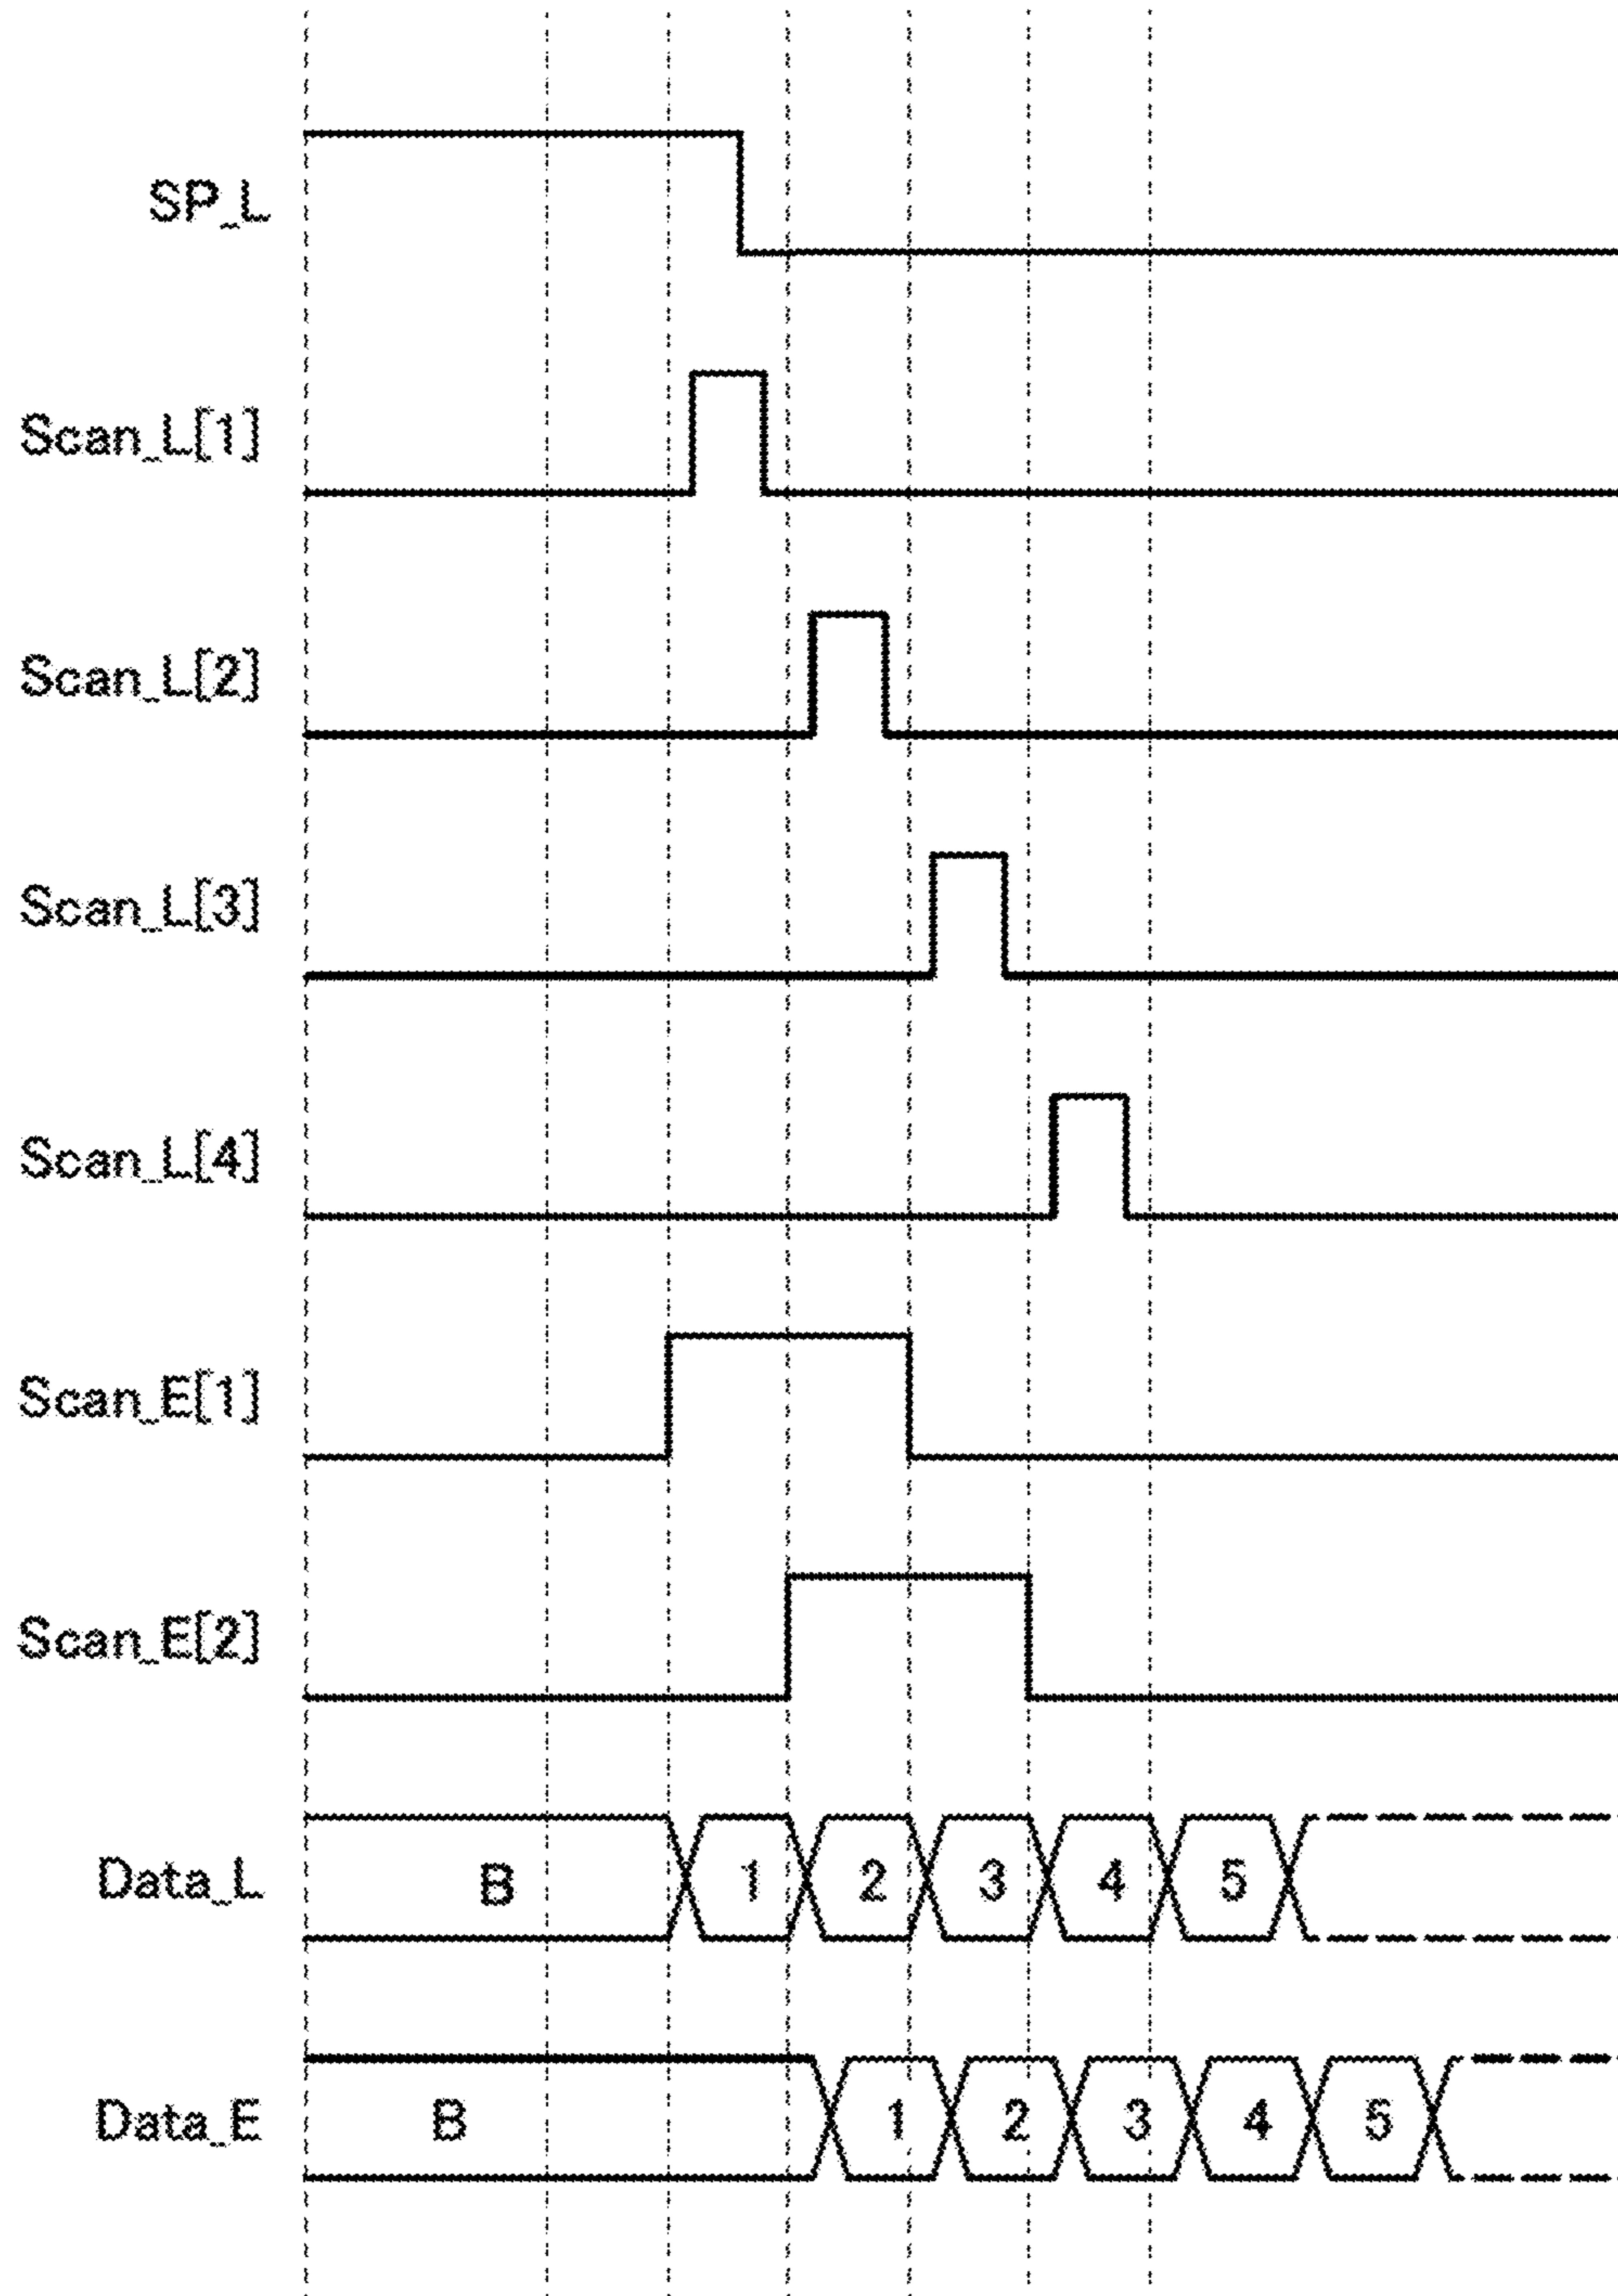 SP_L
Scan_L[1]
Scan_L[2]
Scan_L[3]
Scan_L[4]
Scan_E[1]
Scan_E[2]
Data_L B 1 2 3 4 5
Data_E B 1 2 3 4 5